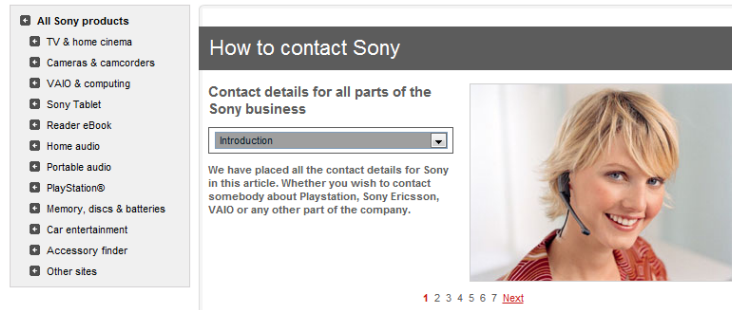 All Sony products
TV & home cinema
Cameras & camcorders
VAIO & computing
Sony Tablet
Reader eBook
Home audio
Portable audio
PlayStation®
Memory, discs & batteries
Car entertainment
Accessory finder
Other sites
How to contact Sony
Contact details for all parts of the
Sony business
Introduction
We have placed all the contact details for Sony
in this article. Whether you wish to contact
somebody about Playstation, Sony Ericsson,
VAIO or any other part of the company.
1 2 3 4 5 6 7 Next